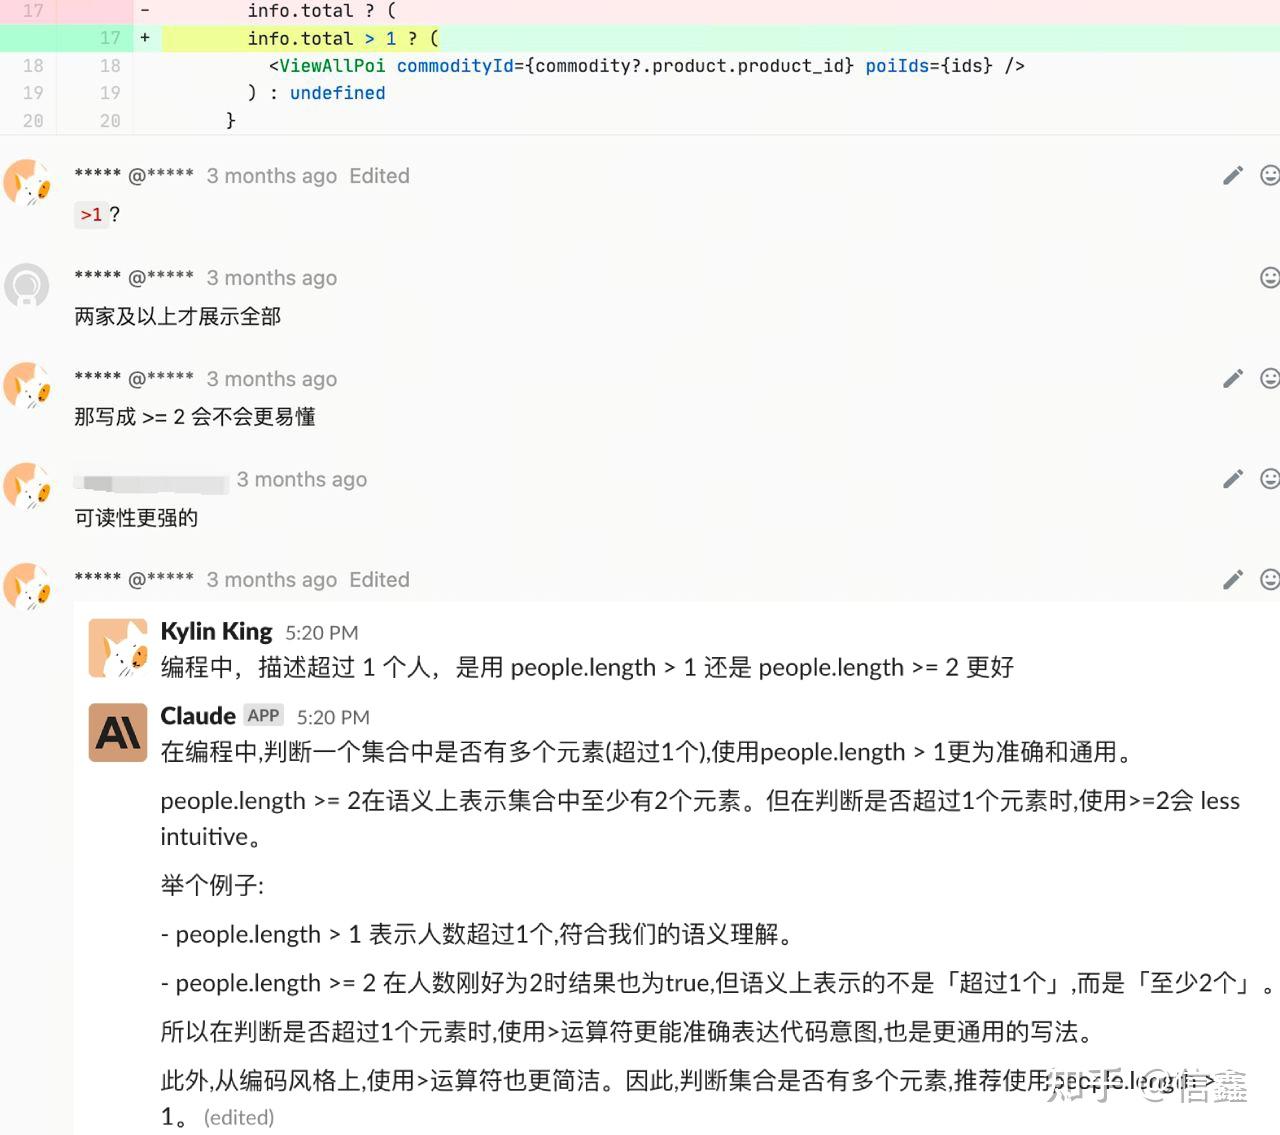 17 - info.total ? (
17 + info.total > 1 ? (
18 18 <ViewAllPoi commodityId={commodity?.product.product_id} poiIds={ids} />
19 19 ) : undefined
20 20 }
***** @***** 3 months ago Edited
>1 ?
***** @***** 3 months ago
两家及以上才展示全部
***** @***** 3 months ago
那写成 >= 2 会不会更易懂
3 months ago
可读性更强的
***** @***** 3 months ago Edited
Kylin King 5:20 PM
编程中，描述超过 1 个人，是用 people.length > 1 还是 people.length >= 2 更好
Claude APP 5:20 PM
在编程中,判断一个集合中是否有多个元素(超过1个),使用people.length > 1更为准确和通用。
people.length >= 2在语义上表示集合中至少有2个元素。但在判断是否超过1个元素时,使用>=2会 less
intuitive。
举个例子:
- people.length > 1 表示人数超过1个,符合我们的语义理解。
- people.length >= 2 在人数刚好为2时结果也为true,但语义上表示的不是「超过1个」,而是「至少2个」。
所以在判断是否超过1个元素时,使用>运算符更能准确表达代码意图,也是更通用的写法。
此外,从编码风格上,使用>运算符也更简洁。因此,判断集合是否有多个元素,推荐使用people.length >
1。 (edited)
知乎 @信鑫